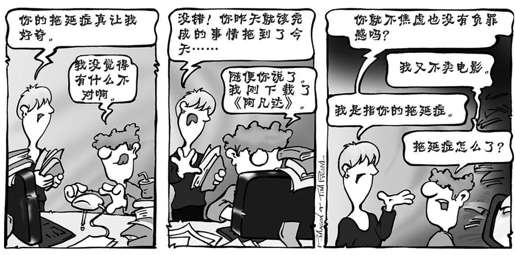 你的拖延症真让我
好奇。
我没觉得
有什么不
对啊。
没错！你昨天就该完
成的事情拖到了今
天……
随便你说了。
我刚下载了
《阿凡达》。
你就不焦虑也没有负罪
感吗？
我又不卖电影。
我是指你的拖延症。
拖延症怎么了？